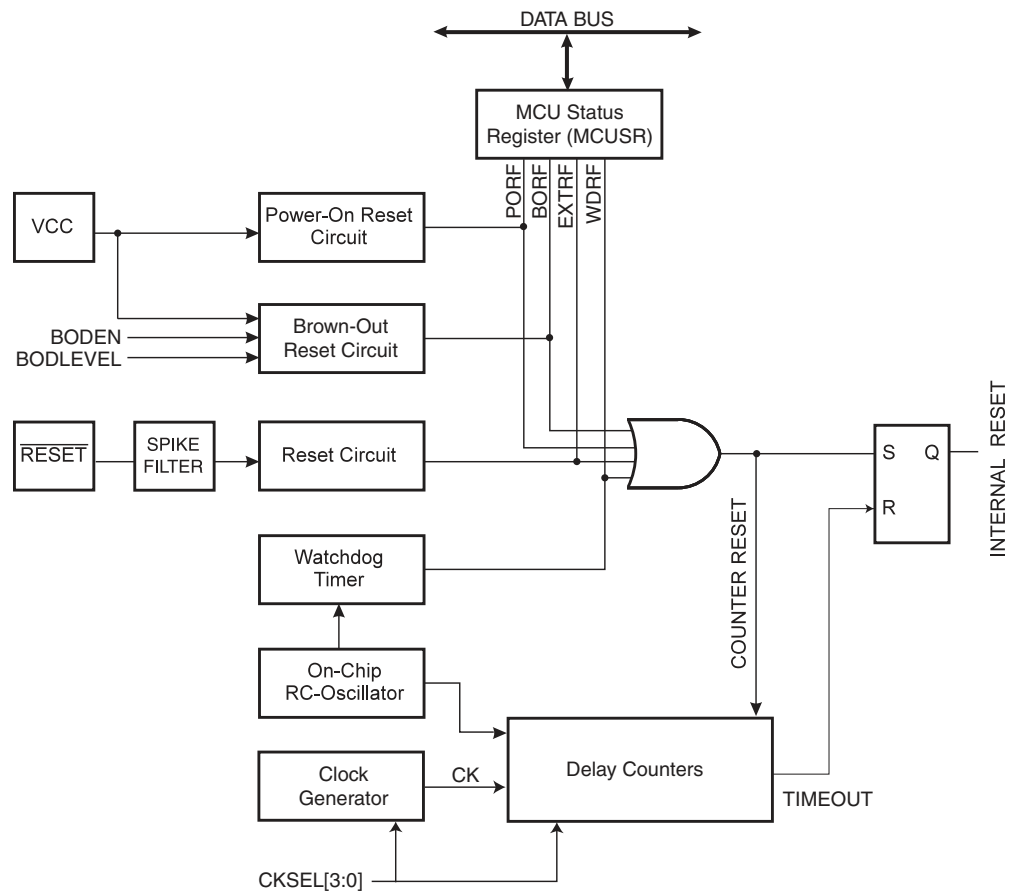 DATA BUS
MCU Status
Register (MCUSR)
PORF
BORF
EXTRF
WDRF
VCC
Power-On Reset
Circuit
BODEN
BODLEVEL
Brown-Out
Reset Circuit
RESET
SPIKE
FILTER
Reset Circuit
S
Q
R
INTERNAL RESET
Watchdog
Timer
COUNTER RESET
On-Chip
RC-Oscillator
Clock
Generator
CK
Delay Counters
TIMEOUT
CKSEL[3:0]